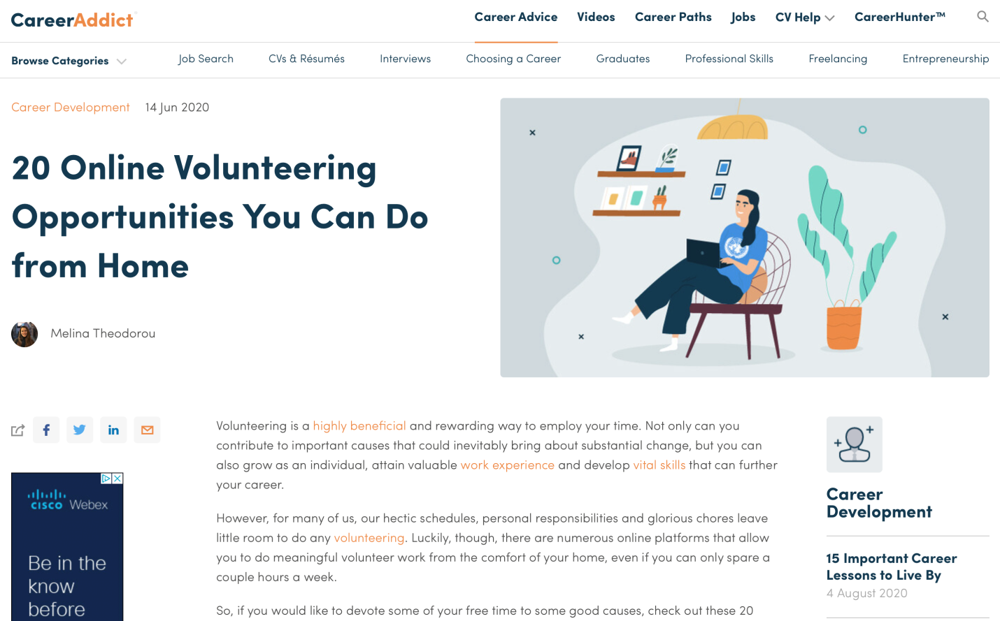 CareerAddict
Career Advice
Videos
Career Paths
Jobs
CV Help
CareerHunter™
Browse Categories
Job Search
CVs & Résumés
Interviews
Choosing a Career
Graduates
Professional Skills
Freelancing
Entrepreneurship
Career Development 14 Jun 2020
20 Online Volunteering
Opportunities You Can Do
from Home
Melina Theodorou
Volunteering is a highly beneficial and rewarding way to employ your time. Not only can you
contribute to important causes that could inevitably bring about substantial change, but you can
also grow as an individual, attain valuable work experience and develop vital skills that can further
your career.
However, for many of us, our hectic schedules, personal responsibilities and glorious chores leave
little room to do any volunteering. Luckily, though, there are numerous online platforms that allow
you to do meaningful volunteer work from the comfort of your home, even if you can only spare a
couple hours a week.
So, if you would like to devote some of your free time to some good causes, check out these 20
cisco Webex
Be in the
know
before
Career
Development
15 Important Career
Lessons to Live By
4 August 2020